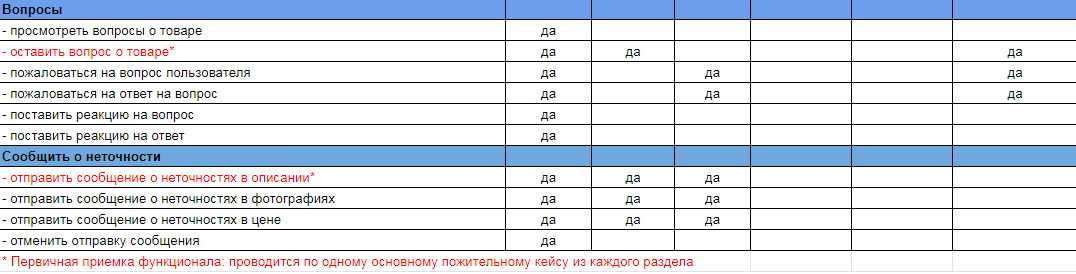 Вопросы
- просмотреть вопросы о товаре да
- оставить вопрос о товаре* да да да
- пожаловаться на вопрос пользователя да да да
- пожаловаться на ответ на вопрос да да да
- поставить реакцию на вопрос да
- поставить реакцию на ответ да
Сообщить о неточности
- отправить сообщение о неточностях в описании* да да да
- отправить сообщение о неточностях в фотографиях да да да
- отправить сообщение о неточностях в цене да да да
- отменить отправку сообщения да
* Первичная приемка функционала: проводится по одному основному пожительному кейсу из каждого раздела